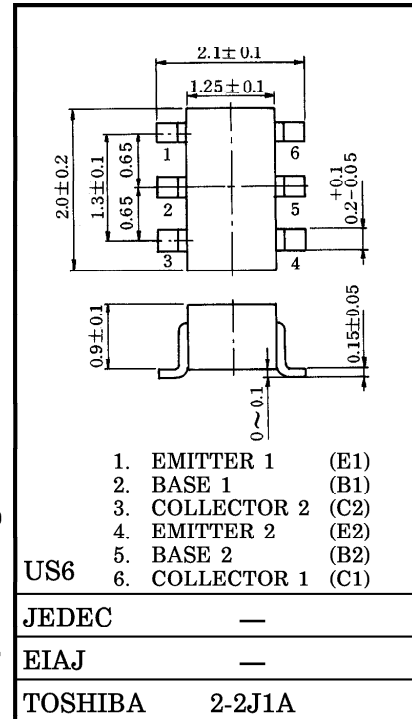 2.1±0.1
1.25±0.1
1 6
2 5
3 4
2.0±0.2
1.3±0.1
0.65
0.65
+0.1
0.2-0.05
0.9±0.1
0.15±0.05
0~0.1
1. EMITTER 1 (E1)
2. BASE 1 (B1)
3. COLLECTOR 2 (C2)
4. EMITTER 2 (E2)
5. BASE 2 (B2)
US6 6. COLLECTOR 1 (C1)
JEDEC —
EIAJ —
TOSHIBA 2-2J1A